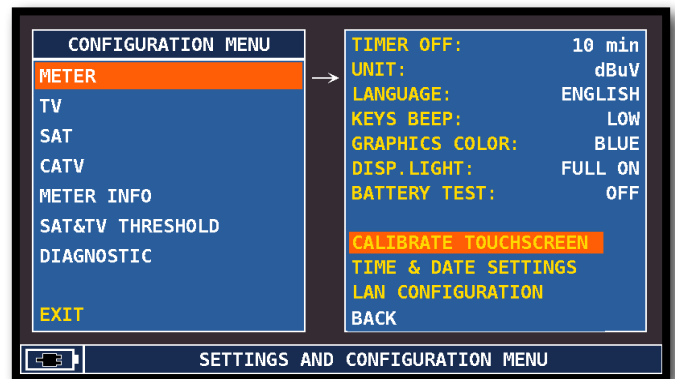 CONFIGURATION MENU
METER
TV
SAT
CATV
METER INFO
SAT&TV THRESHOLD
DIAGNOSTIC
EXIT
TIMER OFF: 10 min
UNIT: dBuV
LANGUAGE: ENGLISH
KEYS BEEP: LOW
GRAPHICS COLOR: BLUE
DISP.LIGHT: FULL ON
BATTERY TEST: OFF
CALIBRATE TOUCHSCREEN
TIME & DATE SETTINGS
LAN CONFIGURATION
BACK
SETTINGS AND CONFIGURATION MENU